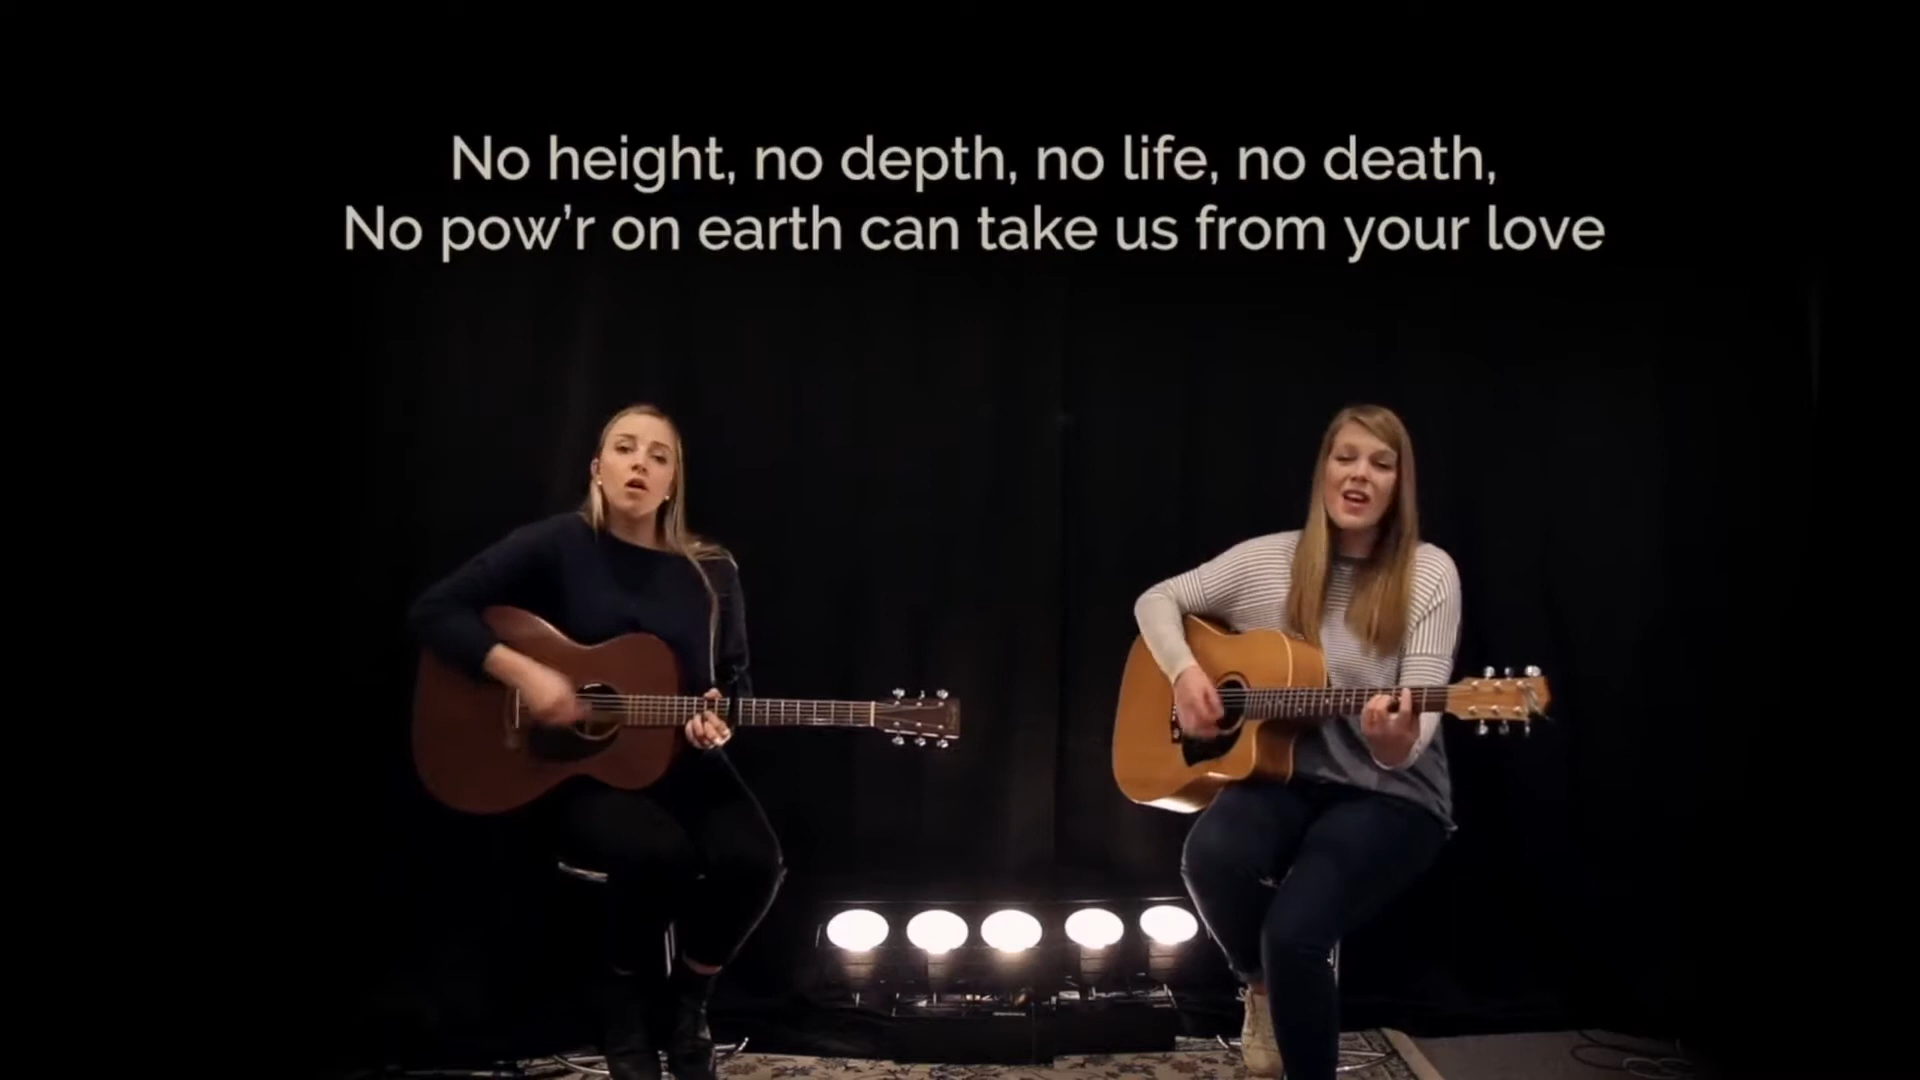 No height, no depth, no life, no death,
No pow’r on earth can take us from your love